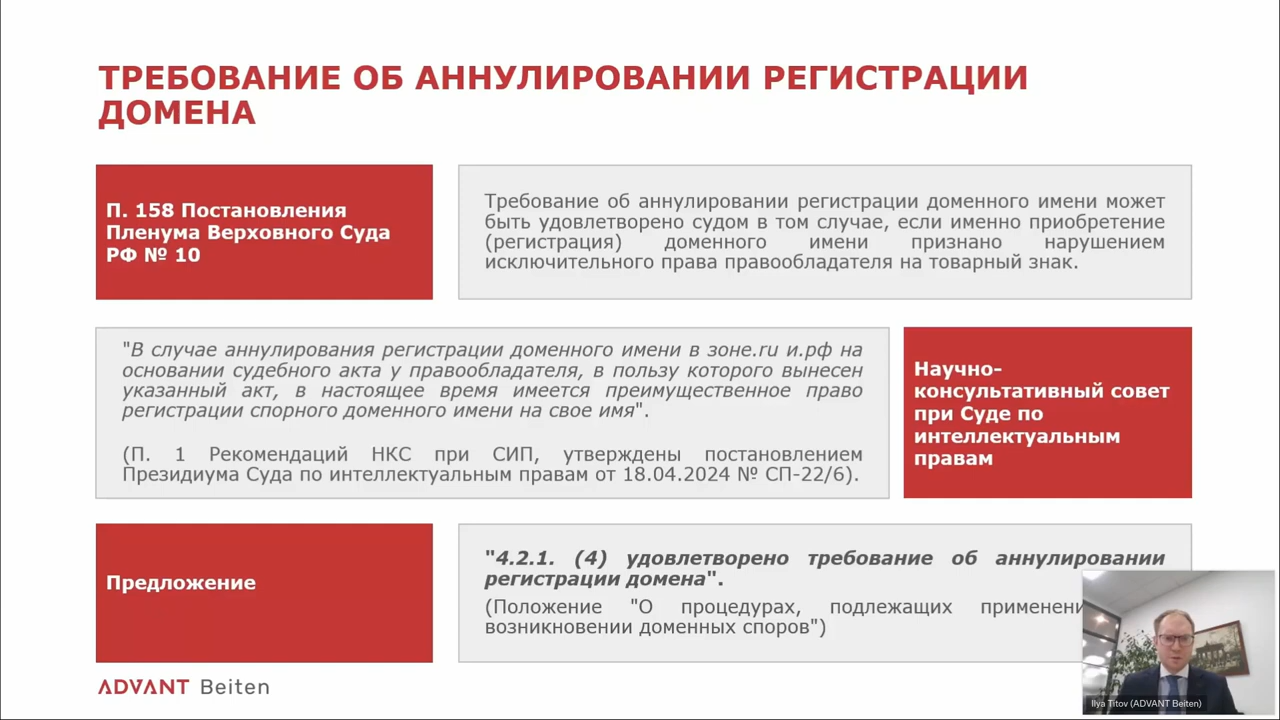 ТРЕБОВАНИЕ ОБ АННУЛИРОВАНИИ РЕГИСТРАЦИИ
ДОМЕНА
П. 158 Постановления
Пленума Верховного Суда
РФ № 10
Требование об аннулировании регистрации доменного имени может
быть удовлетворено судом в том случае, если именно приобретение
(регистрация) доменного имени признано нарушением
исключительного права правообладателя на товарный знак.
"В случае аннулирования регистрации доменного имени в зоне.ru и.рф на
основании судебного акта у правообладателя, в пользу которого вынесен
указанный акт, в настоящее время имеется преимущественное право
регистрации спорного доменного имени на свое имя".
(П. 1 Рекомендаций НКС при СИП, утверждены постановлением
Президиума Суда по интеллектуальным правам от 18.04.2024 № СП-22/6).
Научно-
консультативный совет
при Суде по
интеллектуальным
правам
Предложение
"4.2.1. (4) удовлетворено требование об аннулировании
регистрации домена".
(Положение "О процедурах, подлежащих
возникновении доменных споров")
ADVANT Beiten
Ilya Titov (ADVANT Beiten)